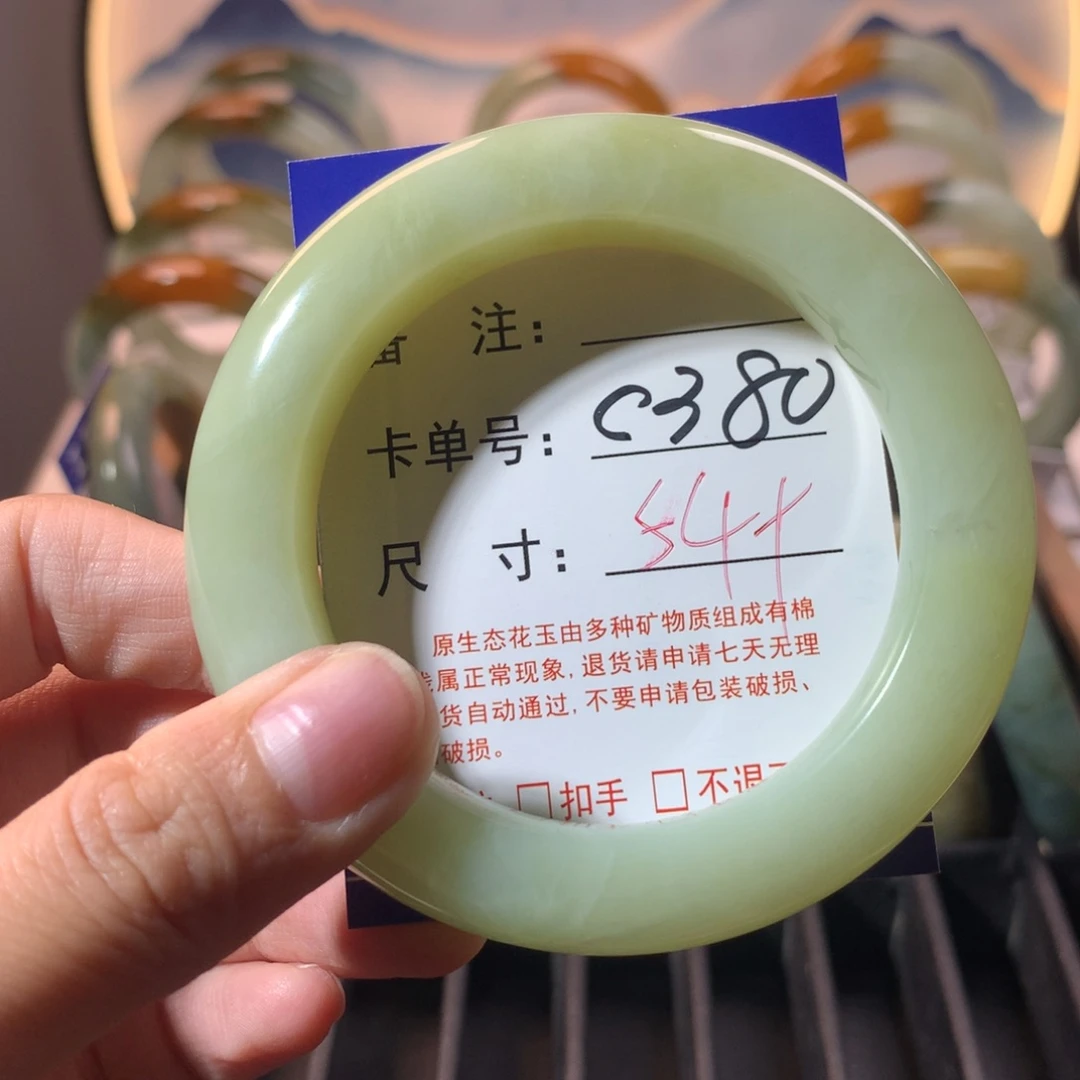 备 注：
卡单号： C380
尺 寸： 54+
原生态花玉由多种矿物质组成有棉
属正常现象，退货请申请七天无理
货自动通过，不要申请包装破损、
破损。
□扣手 □不退